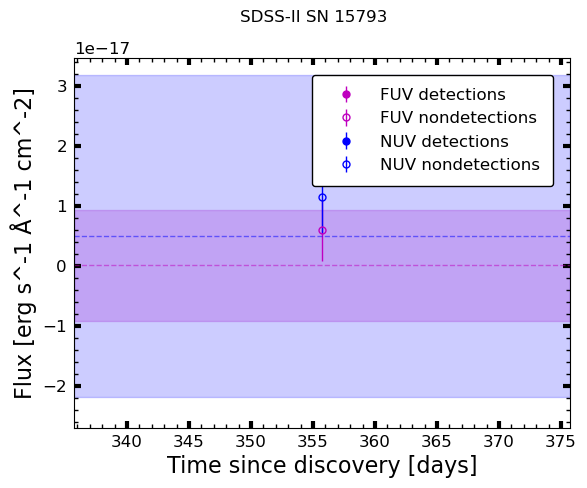 SDSS-II SN 15793
1e−17
FUV detections
FUV nondetections
NUV detections
NUV nondetections
3
2
1
0
−1
−2
Flux [erg s^-1 Å^-1 cm^-2]
340 345 350 355 360 365 370 375
Time since discovery [days]